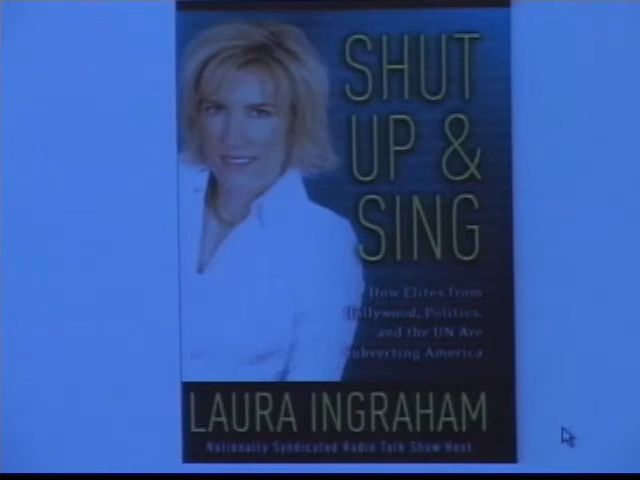 SHUT
UP &
SING
How Elites from
Hollywood, Politics,
and the UN Are
Subverting America
LAURA INGRAHAM
Nationally Syndicated Radio Talk Show Host